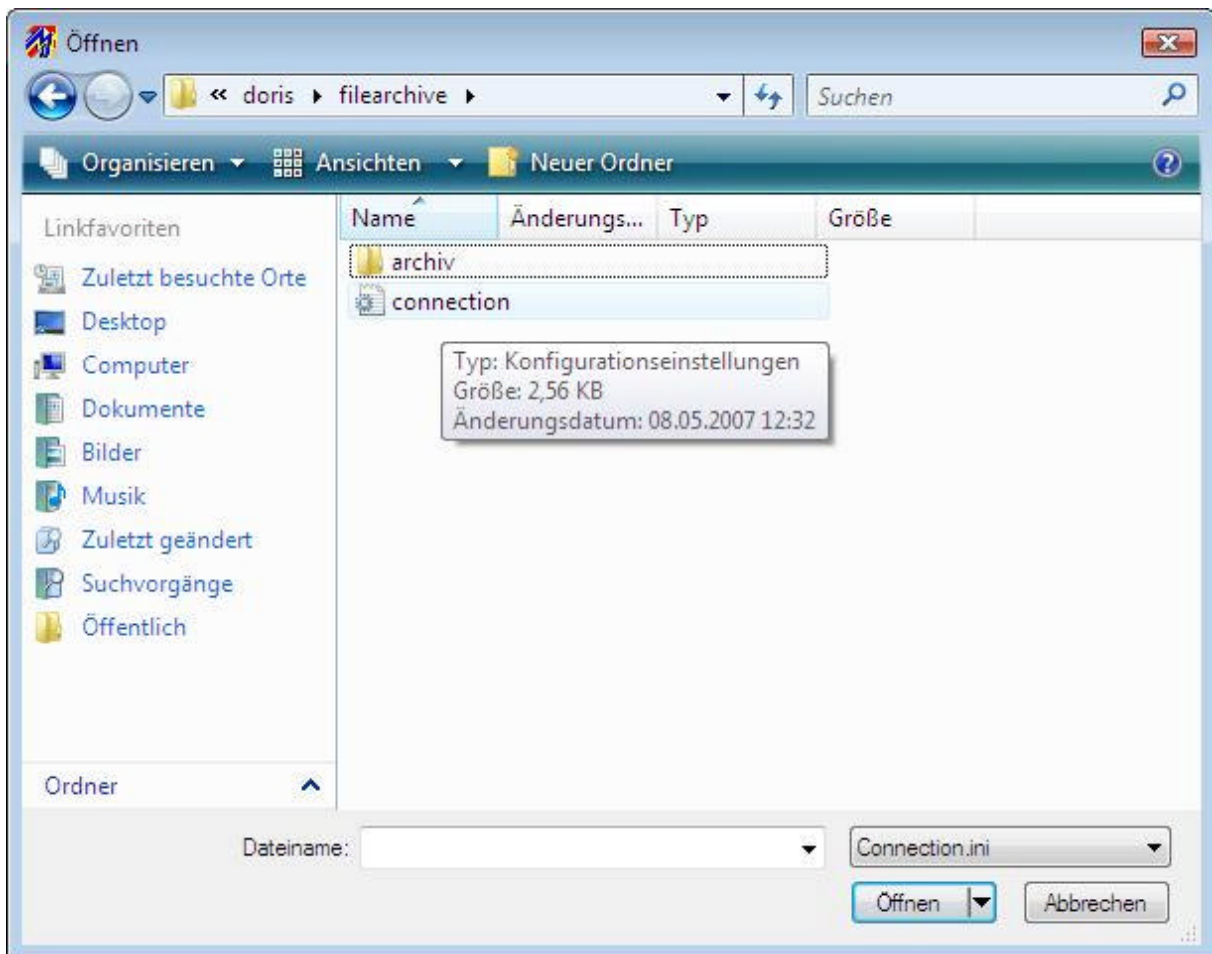 Öffnen
« doris filearchive Suchen
Organisieren Ansichten Neuer Ordner
Linkfavoriten
Zuletzt besuchte Orte
Desktop
Computer
Dokumente
Bilder
Musik
Zuletzt geändert
Suchvorgänge
Öffentlich
Ordner
Name Änderungs... Typ Größe
archiv
connection
Typ: Konfigurationseinstellungen
Größe: 2,56 KB
Änderungsdatum: 08.05.2007 12:32
Dateiname: Connection.ini
Öffnen Abbrechen